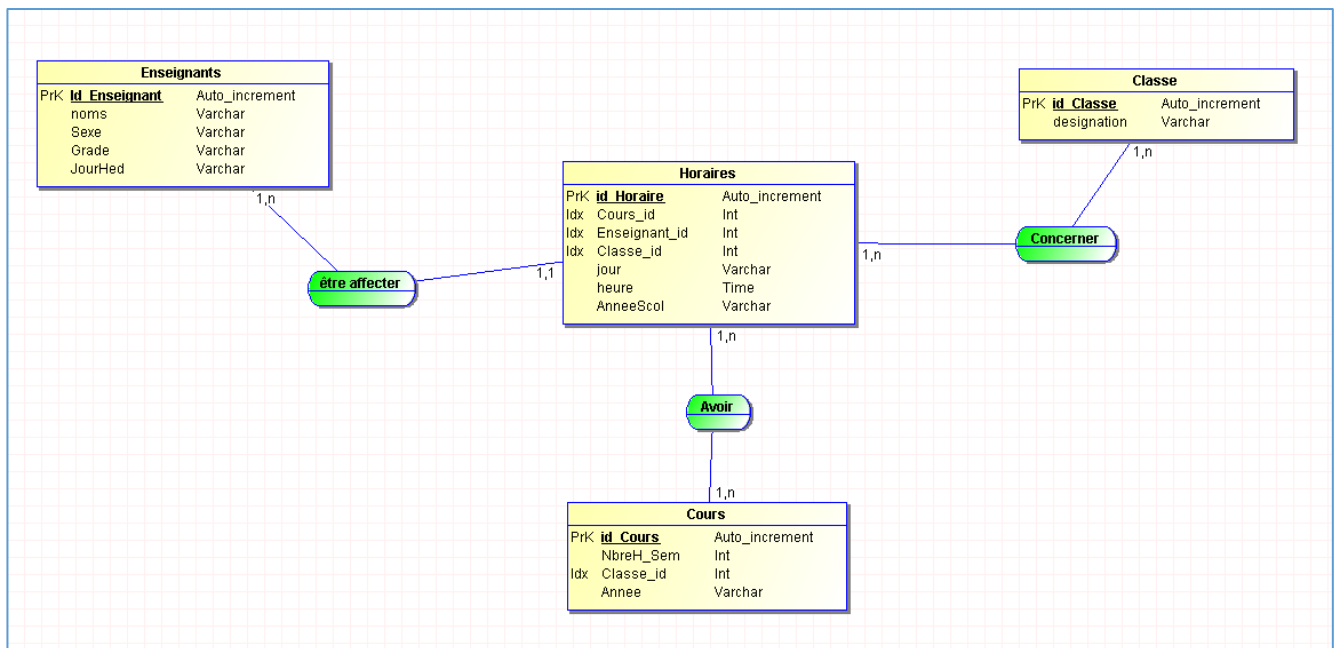 Enseignants
PrK Id_Enseignant Auto_increment
noms Varchar
Sexe Varchar
Grade Varchar
JourHed Varchar
1,n
Classe
PrK id_Classe Auto_increment
designation Varchar
1,n
Horaires
PrK id_Horaire Auto_increment
Idx Cours_id Int
Idx Enseignant_id Int
Idx Classe_id Int
jour Varchar
heure Time
AnneeScol Varchar
être affecter
1,1
1,n
Concerner
1,n
Avoir
1,n
Cours
PrK id_Cours Auto_increment
NbreH_Sem Int
Idx Classe_id Int
Annee Varchar